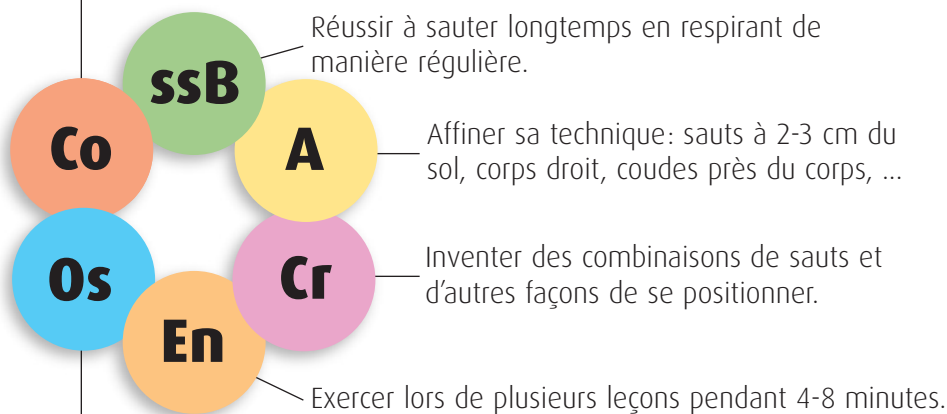 Réussir à sauter longtemps en respirant de
manière régulière.
ssB
Co
A
Affiner sa technique: sauts à 2-3 cm du
sol, corps droit, coudes près du corps, ...
Os
Cr
Inventer des combinaisons de sauts et
d'autres façons de se positionner.
En
Exercer lors de plusieurs leçons pendant 4-8 minutes.